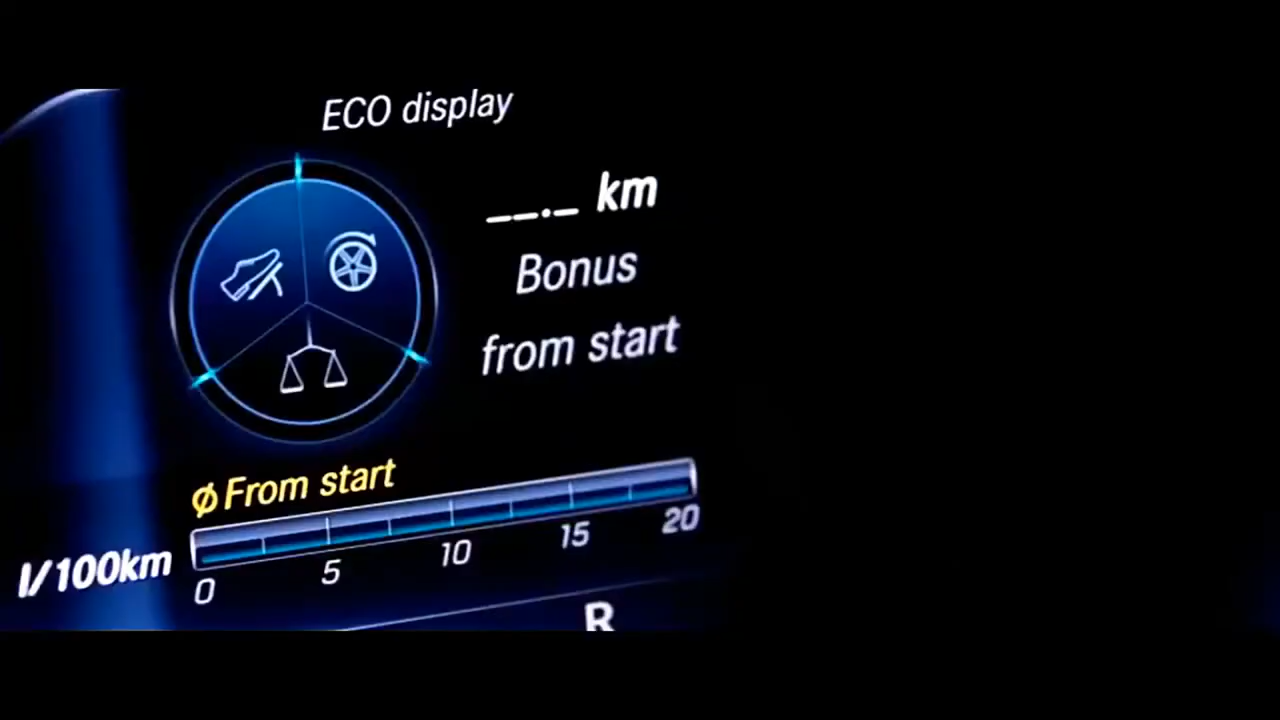 ECO display
__._ km
Bonus
from start
Ø From start
l/100km
0 5 10 15 20
R